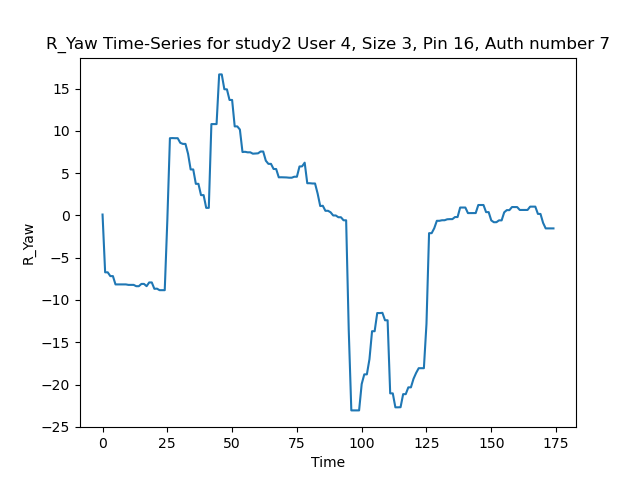 R_Yaw Time-Series for study2 User 4, Size 3, Pin 16, Auth number 7
15
10
5
0
−5
−10
−15
−20
−25
R_Yaw
0 25 50 75 100 125 150 175
Time